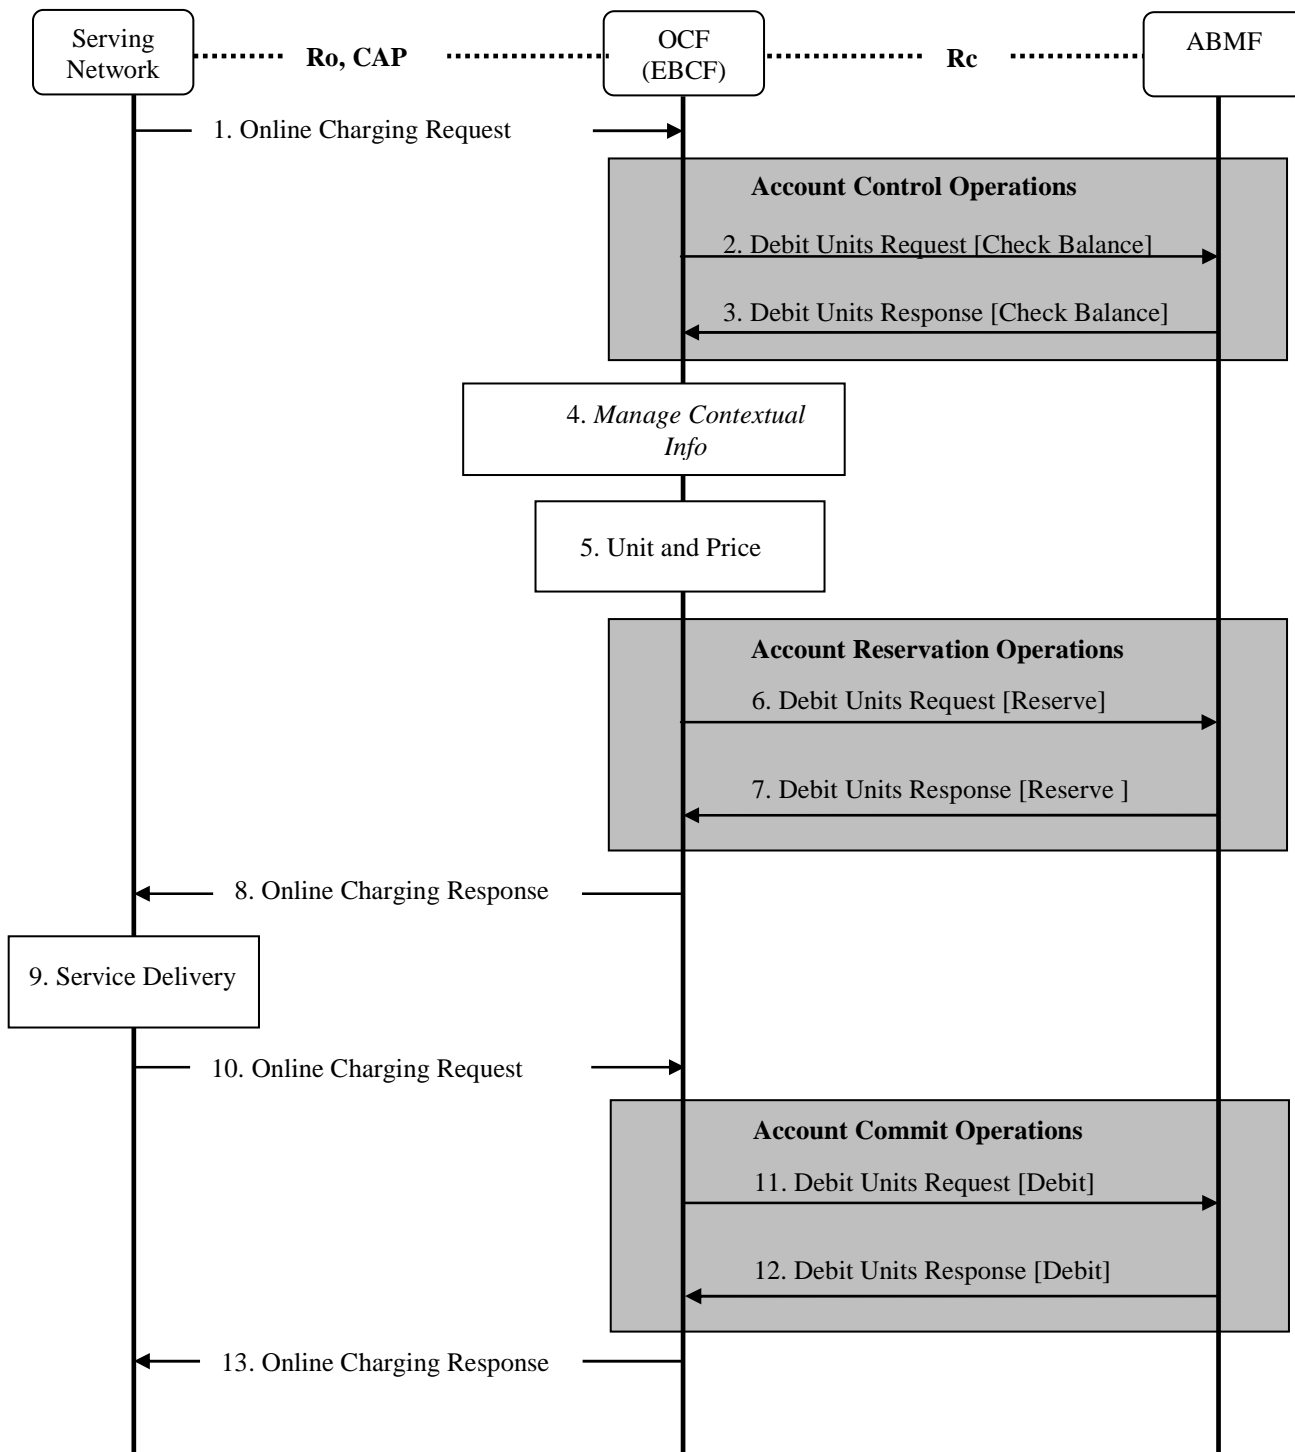 Serving
Network
Ro, CAP
OCF
(EBCF)
Rc
ABMF
1. Online Charging Request
Account Control Operations
2. Debit Units Request [Check Balance]
3. Debit Units Response [Check Balance]
4. Manage Contextual
Info
5. Unit and Price
Account Reservation Operations
6. Debit Units Request [Reserve]
7. Debit Units Response [Reserve ]
8. Online Charging Response
9. Service Delivery
10. Online Charging Request
Account Commit Operations
11. Debit Units Request [Debit]
12. Debit Units Response [Debit]
13. Online Charging Response